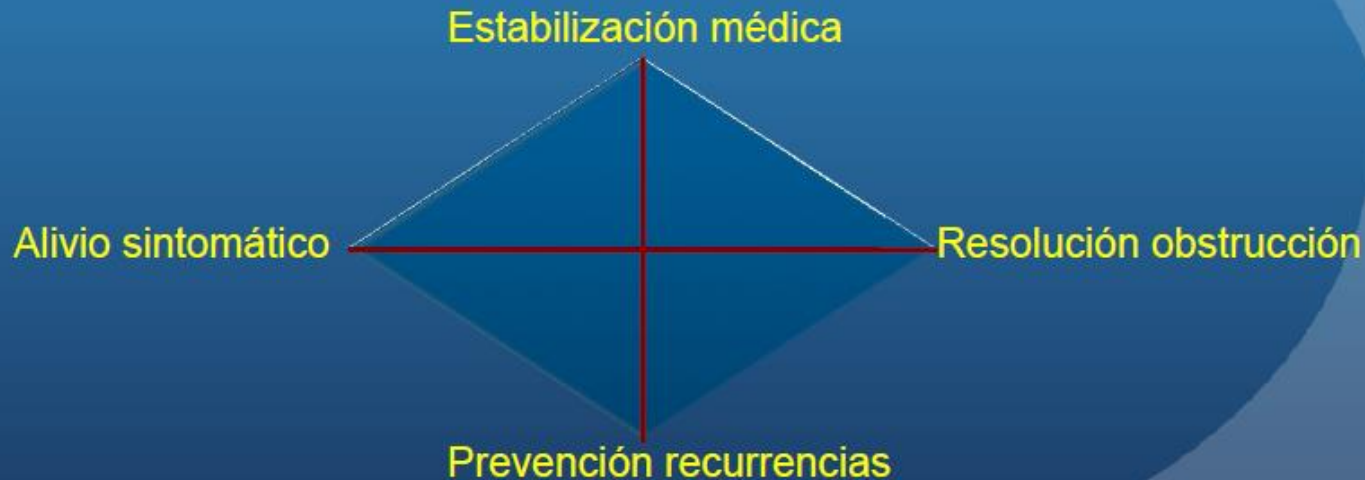 Estabilización médica
Alivio sintomático
Resolución obstrucción
Prevención recurrencias